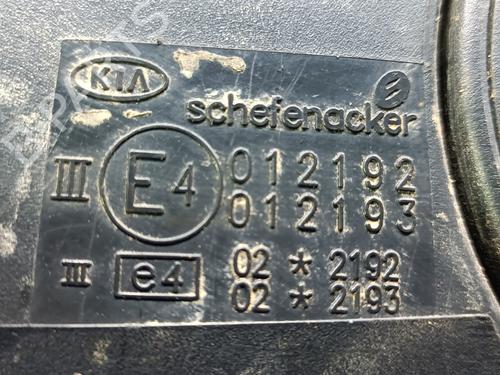 KIA
schefenacker
III E4 012192
012193
III e4 02 * 2192
02 * 2193